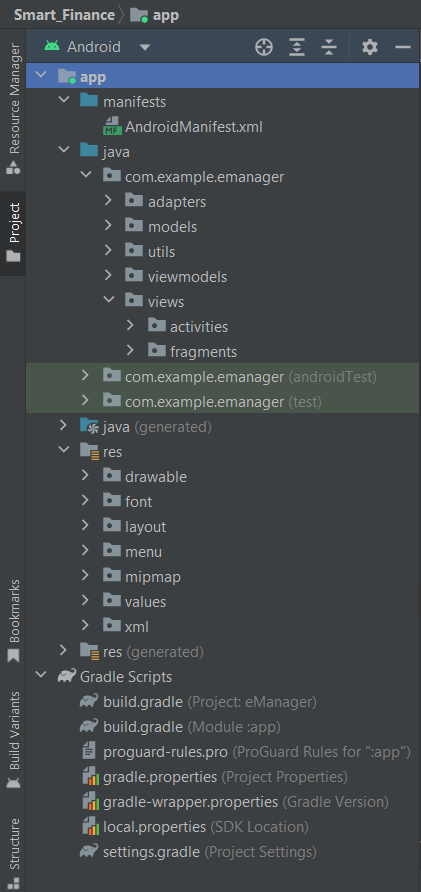 Smart_Finance app
Android
app
manifests
AndroidManifest.xml
java
com.example.emanager
adapters
models
utils
viewmodels
views
activities
fragments
com.example.emanager (androidTest)
com.example.emanager (test)
java (generated)
res
drawable
font
layout
menu
mipmap
values
xml
res (generated)
Gradle Scripts
build.gradle (Project: eManager)
build.gradle (Module :app)
proguard-rules.pro (ProGuard Rules for ":app")
gradle.properties (Project Properties)
gradle-wrapper.properties (Gradle Version)
local.properties (SDK Location)
settings.gradle (Project Settings)
Resource Manager
Project
Bookmarks
Build Variants
Structure
MF